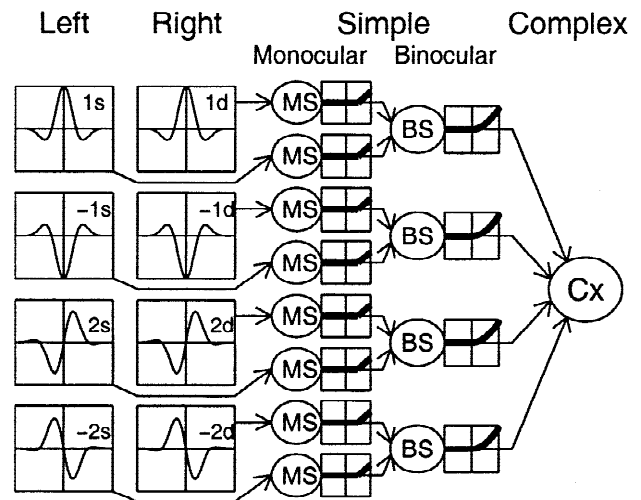 Left Right Simple Complex
Monocular Binocular
1s 1d MS
MS BS
-1s -1d MS
MS BS
Cx
2s 2d MS
MS BS
-2s -2d MS
MS BS